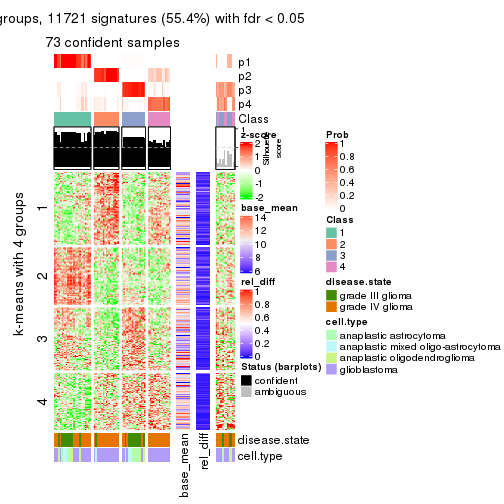 groups, 11721 signatures (55.4%) with fdr < 0.05
73 confident samples
p1
p2
p3
p4
Class
1
0.5
0
Silhouette
score
k-means with 4 groups
1
2
3
4
base_mean
rel_diff
disease.state
cell.type
z-score
2
1
0
-1
-2
base_mean
14
12
10
8
6
rel_diff
1
0.8
0.6
0.4
0.2
0
Status (barplots)
confident
ambiguous
Prob
1
0.8
0.6
0.4
0.2
0
Class
1
2
3
4
disease.state
grade III glioma
grade IV glioma
cell.type
anaplastic astrocytoma
anaplastic mixed oligo-astrocytoma
anaplastic oligodendroglioma
glioblastoma